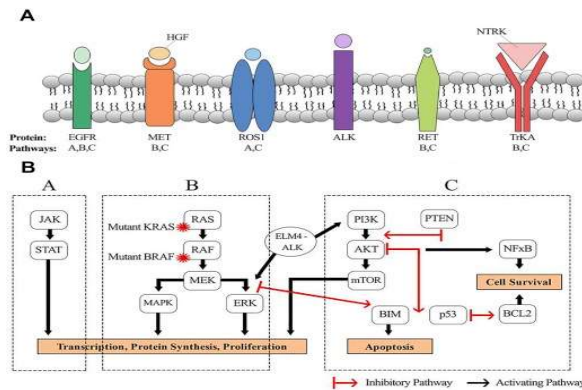 A
HGF
NTRK
Protein: EGFR MET ROS1 ALK RET TrKA
Pathways: A,B,C B,C A,C B,C B,C
B
A B C
JAK
STAT
Mutant KRAS
RAS
Mutant BRAF
RAF
MEK
MAPK
ERK
ELM4-
ALK
PI3K
PTEN
AKT
NFxB
mTOR
Cell Survival
BIM
p53
BCL2
Transcription, Protein Synthesis, Proliferation
Apoptosis
Inhibitory Pathway
Activating Pathway